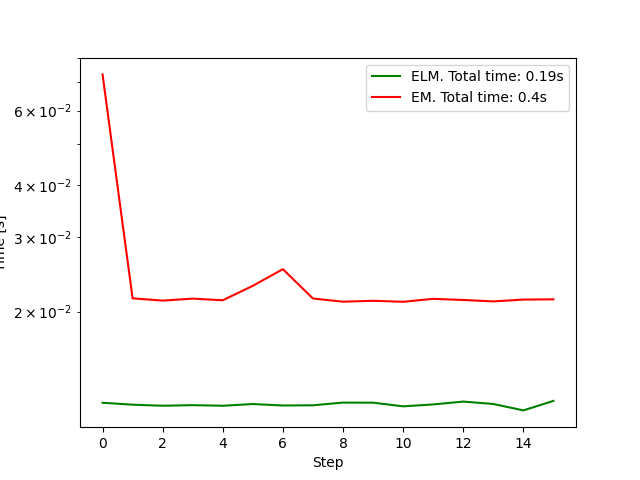 ELM. Total time: 0.19s
EM. Total time: 0.4s
6 × 10⁻²
4 × 10⁻²
3 × 10⁻²
2 × 10⁻²
Time [s]
0 2 4 6 8 10 12 14
Step